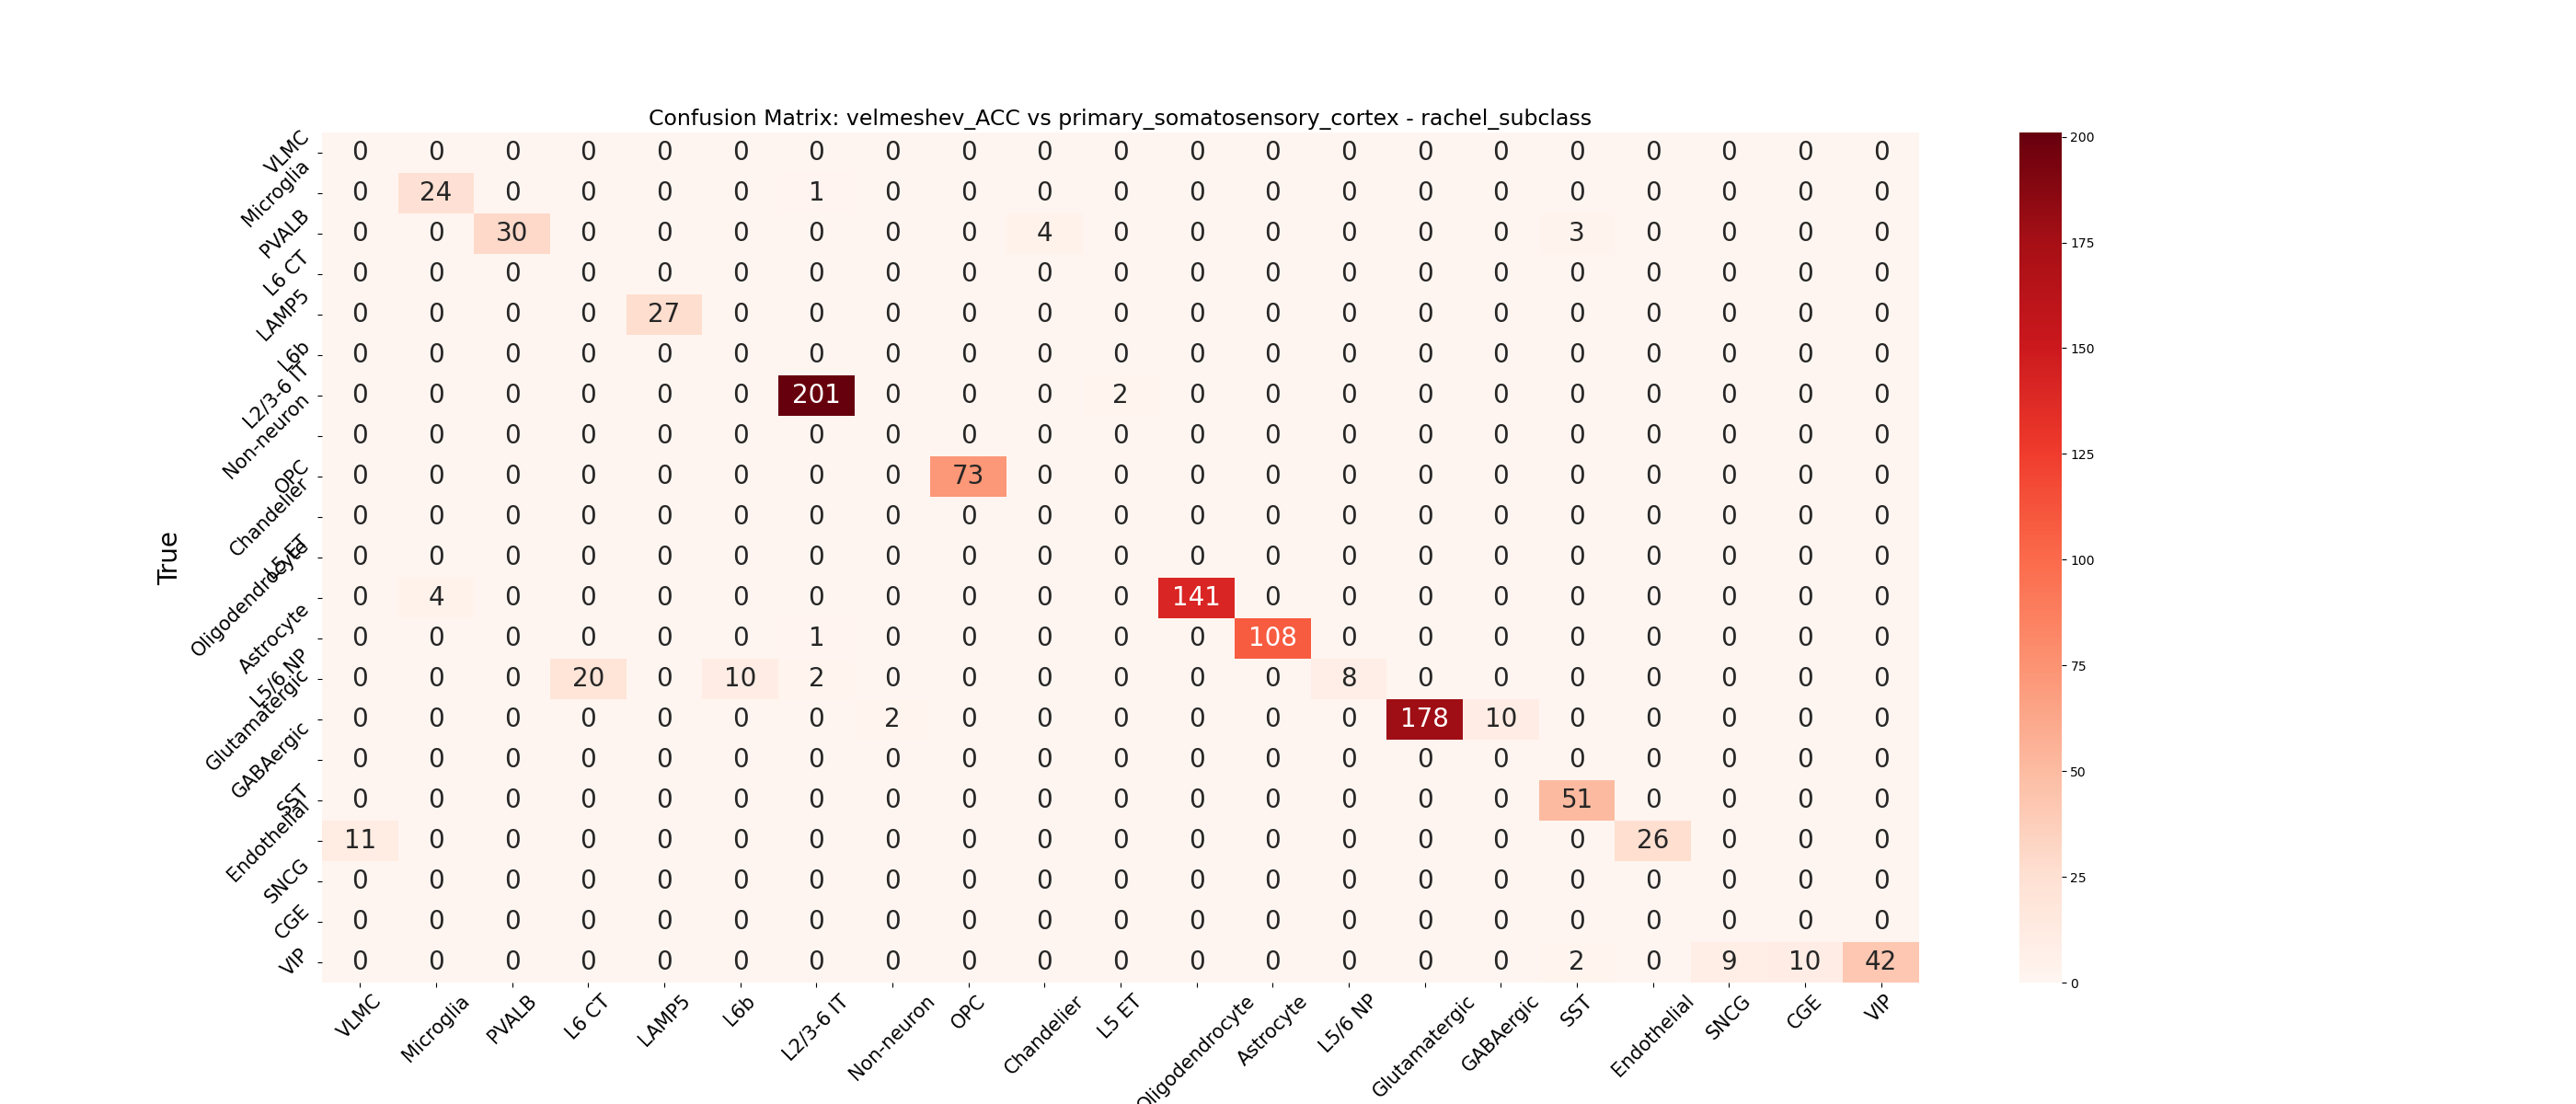 Confusion Matrix: velmeshev_ACC vs primary_somatosensory_cortex - rachel_subclass
True
VLMC 0 0 0 0 0 0 0 0 0 0 0 0 0 0 0 0 0 0 0 0 0
Microglia 0 24 0 0 0 0 1 0 0 0 0 0 0 0 0 0 0 0 0 0 0
PVALB 0 0 30 0 0 0 0 0 0 4 0 0 0 0 0 0 3 0 0 0 0
L6 CT 0 0 0 0 0 0 0 0 0 0 0 0 0 0 0 0 0 0 0 0 0
LAMP5 0 0 0 0 27 0 0 0 0 0 0 0 0 0 0 0 0 0 0 0 0
L6b 0 0 0 0 0 0 0 0 0 0 0 0 0 0 0 0 0 0 0 0 0
L2/3-6 IT 0 0 0 0 0 0 201 0 0 0 2 0 0 0 0 0 0 0 0 0 0
Non-neuron 0 0 0 0 0 0 0 0 0 0 0 0 0 0 0 0 0 0 0 0 0
OPC 0 0 0 0 0 0 0 0 73 0 0 0 0 0 0 0 0 0 0 0 0
Chandelier 0 0 0 0 0 0 0 0 0 0 0 0 0 0 0 0 0 0 0 0 0
L5 ET 0 0 0 0 0 0 0 0 0 0 0 0 0 0 0 0 0 0 0 0 0
Oligodendrocyte 0 4 0 0 0 0 0 0 0 0 0 141 0 0 0 0 0 0 0 0 0
Astrocyte 0 0 0 0 0 0 1 0 0 0 0 0 108 0 0 0 0 0 0 0 0
L5/6 NP 0 0 0 20 0 10 2 0 0 0 0 0 0 8 0 0 0 0 0 0 0
Glutamatergic 0 0 0 0 0 0 0 2 0 0 0 0 0 0 178 10 0 0 0 0 0
GABAergic 0 0 0 0 0 0 0 0 0 0 0 0 0 0 0 0 0 0 0 0 0
SST 0 0 0 0 0 0 0 0 0 0 0 0 0 0 0 0 51 0 0 0 0
Endothelial 11 0 0 0 0 0 0 0 0 0 0 0 0 0 0 0 0 26 0 0 0
SNCG 0 0 0 0 0 0 0 0 0 0 0 0 0 0 0 0 0 0 0 0 0
CGE 0 0 0 0 0 0 0 0 0 0 0 0 0 0 0 0 0 0 0 0 0
VIP 0 0 0 0 0 0 0 0 0 0 0 0 0 0 0 0 2 0 9 10 42
VLMC Microglia PVALB L6 CT LAMP5 L6b L2/3-6 IT Non-neuron OPC Chandelier L5 ET Oligodendrocyte Astrocyte L5/6 NP Glutamatergic GABAergic SST Endothelial SNCG CGE VIP
200
175
150
125
100
75
50
25
0